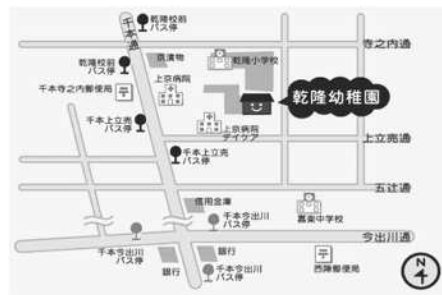 乾隆校前
バス停
千本通
寺之内通
乾隆校前
バス停
京漬物
乾隆小学校
上京病院
千本寺之内郵便局
〒
乾隆幼稚園
千本上立売
バス停
上京病院
デイケア
上立売通
千本上立売
バス停
五辻通
信用金庫
千本今出川
バス停
嘉楽中学校
今出川通
千本今出川
バス停
銀行
〒
西陣郵便局
銀行
千本今出川
バス停
N